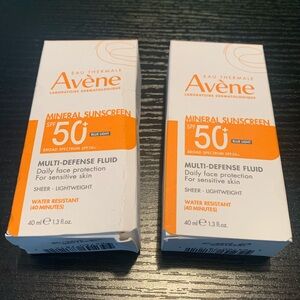 EAU THERMALE
Avène
LABORATOIRE DERMATOLOGIQUE
MINERAL SUNSCREEN
SPF 50+
BLUE LIGHT
BROAD SPECTRUM SPF 50+
MULTI-DEFENSE FLUID
Daily face protection
For sensitive skin
SHEER - LIGHTWEIGHT
WATER RESISTANT
(40 MINUTES)
40 ml ℮ 1.3 fl.oz.
EAU THERMALE
Avène
LABORATOIRE DERMATOLOGIQUE
MINERAL SUNSCREEN
SPF 50+
BLUE LIGHT
BROAD SPECTRUM SPF 50+
MULTI-DEFENSE FLUID
Daily face protection
For sensitive skin
SHEER - LIGHTWEIGHT
WATER RESISTANT
(40 MINUTES)
40 ml ℮ 1.3 fl.oz.